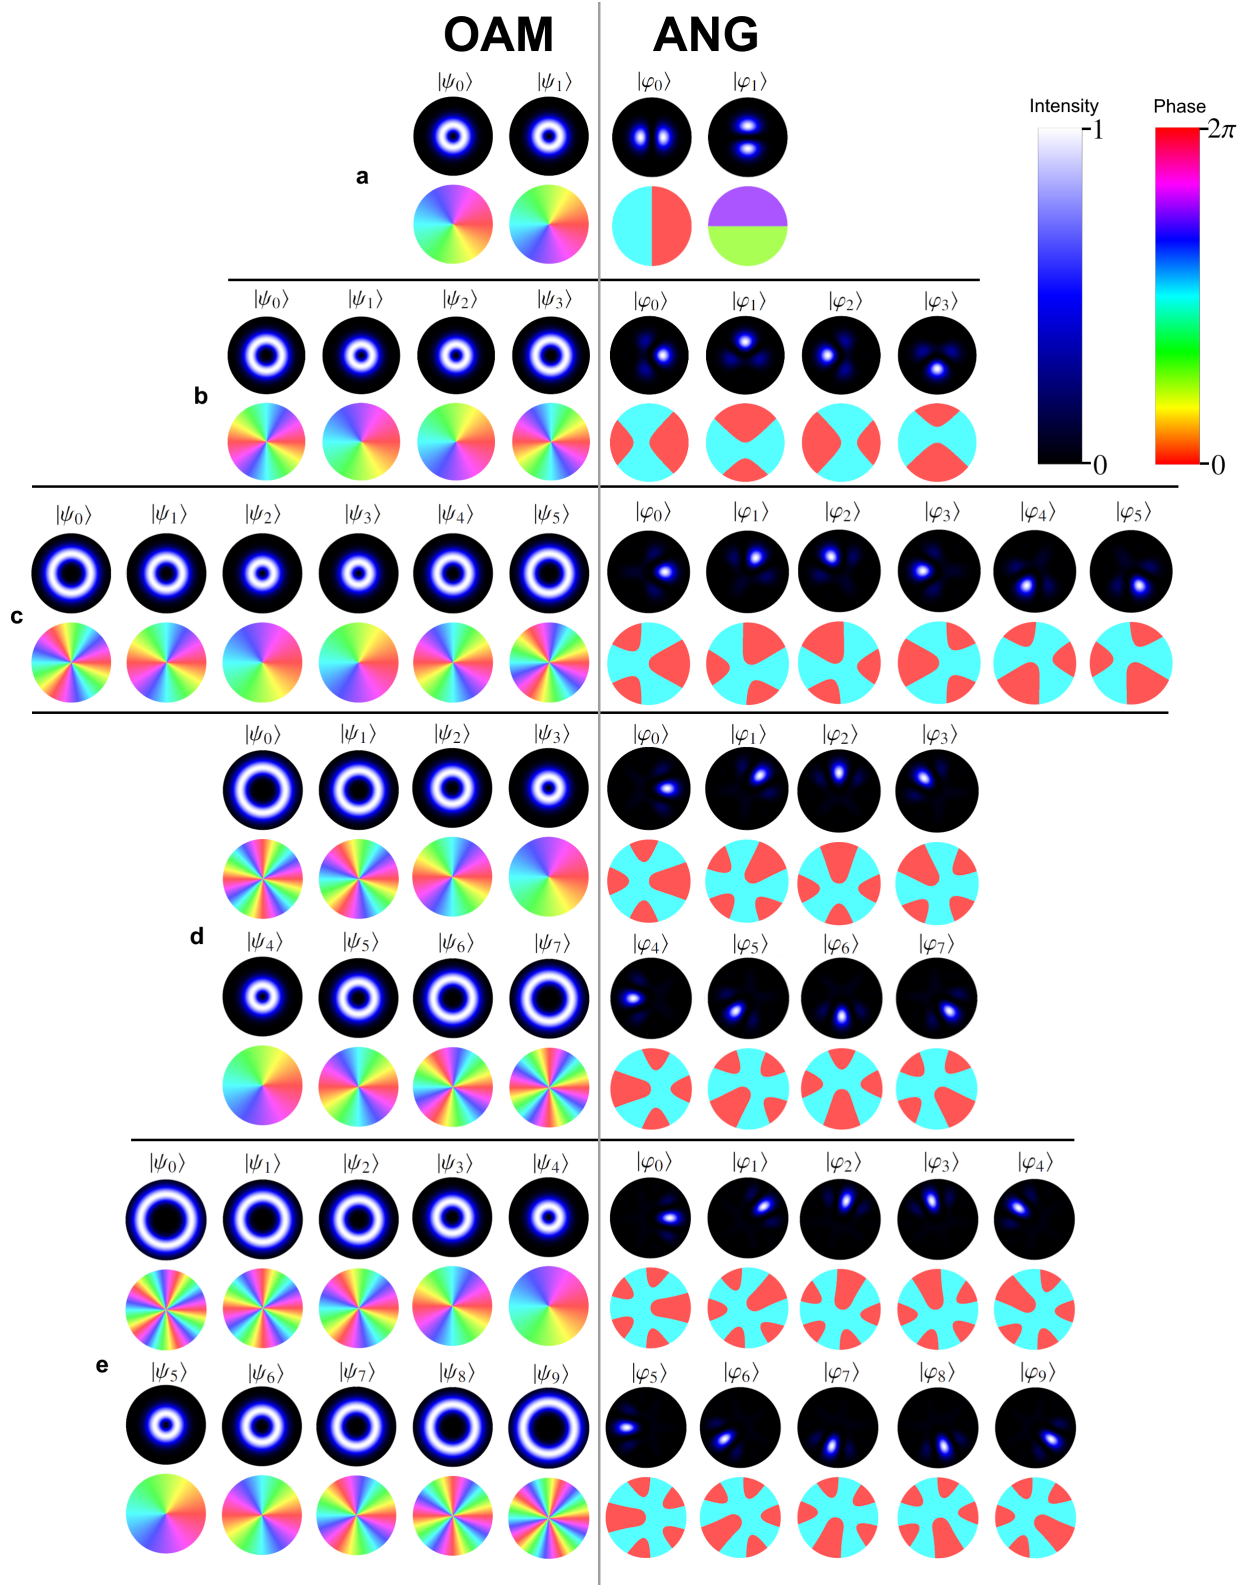 OAM ANG
|ψ₀⟩ |ψ₁⟩ |φ₀⟩ |φ₁⟩
Intensity Phase
1 2π
a
|ψ₀⟩ |ψ₁⟩ |ψ₂⟩ |ψ₃⟩ |φ₀⟩ |φ₁⟩ |φ₂⟩ |φ₃⟩
b
0 0
|ψ₀⟩ |ψ₁⟩ |ψ₂⟩ |ψ₃⟩ |ψ₄⟩ |ψ₅⟩ |φ₀⟩ |φ₁⟩ |φ₂⟩ |φ₃⟩ |φ₄⟩ |φ₅⟩
c
|ψ₀⟩ |ψ₁⟩ |ψ₂⟩ |ψ₃⟩ |φ₀⟩ |φ₁⟩ |φ₂⟩ |φ₃⟩
d
|ψ₄⟩ |ψ₅⟩ |ψ₆⟩ |ψ₇⟩ |φ₄⟩ |φ₅⟩ |φ₆⟩ |φ₇⟩
|ψ₀⟩ |ψ₁⟩ |ψ₂⟩ |ψ₃⟩ |ψ₄⟩ |φ₀⟩ |φ₁⟩ |φ₂⟩ |φ₃⟩ |φ₄⟩
e
|ψ₅⟩ |ψ₆⟩ |ψ₇⟩ |ψ₈⟩ |ψ₉⟩ |φ₅⟩ |φ₆⟩ |φ₇⟩ |φ₈⟩ |φ₉⟩